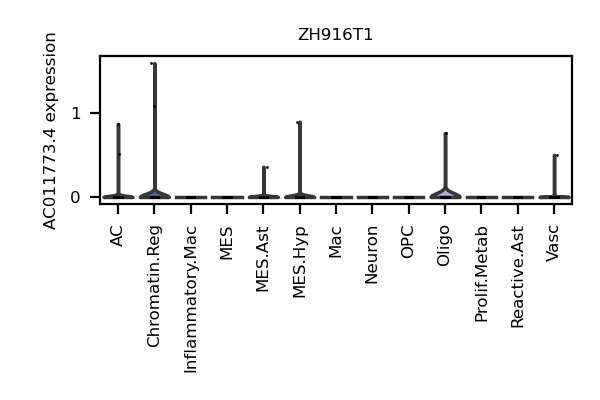 ZH916T1
AC011773.4 expression
1
0
AC
Chromatin.Reg
Inflammatory.Mac
MES
MES.Ast
MES.Hyp
Mac
Neuron
OPC
Oligo
Prolif.Metab
Reactive.Ast
Vasc